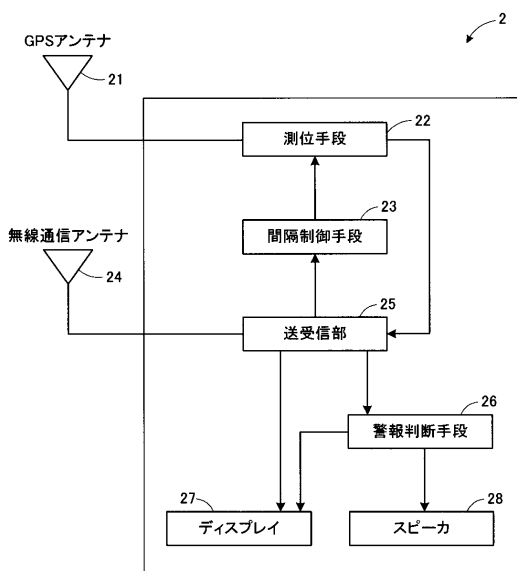 2
GPSアンテナ
21
測位手段
22
間隔制御手段
23
無線通信アンテナ
24
送受信部
25
警報判断手段
26
ディスプレイ
27
スピーカ
28